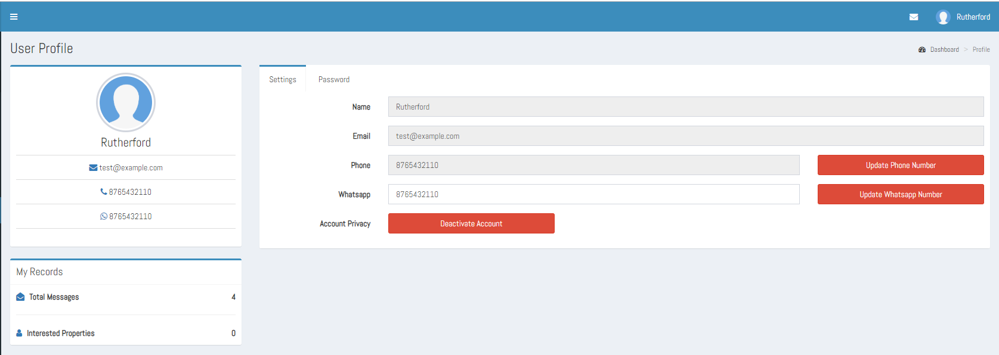 Rutherford
User Profile
Dashboard > Profile
Rutherford
test@example.com
8765432110
8765432110
My Records
Total Messages 4
Interested Properties 0
Settings Password
Name Rutherford
Email test@example.com
Phone 8765432110 Update Phone Number
Whatsapp 8765432110 Update Whatsapp Number
Account Privacy Deactivate Account